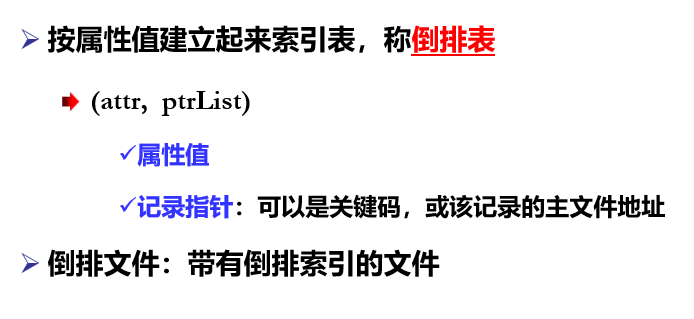 按属性值建立起来索引表，称倒排表
(attr, ptrList)
属性值
记录指针：可以是关键码，或该记录的主文件地址
倒排文件：带有倒排索引的文件